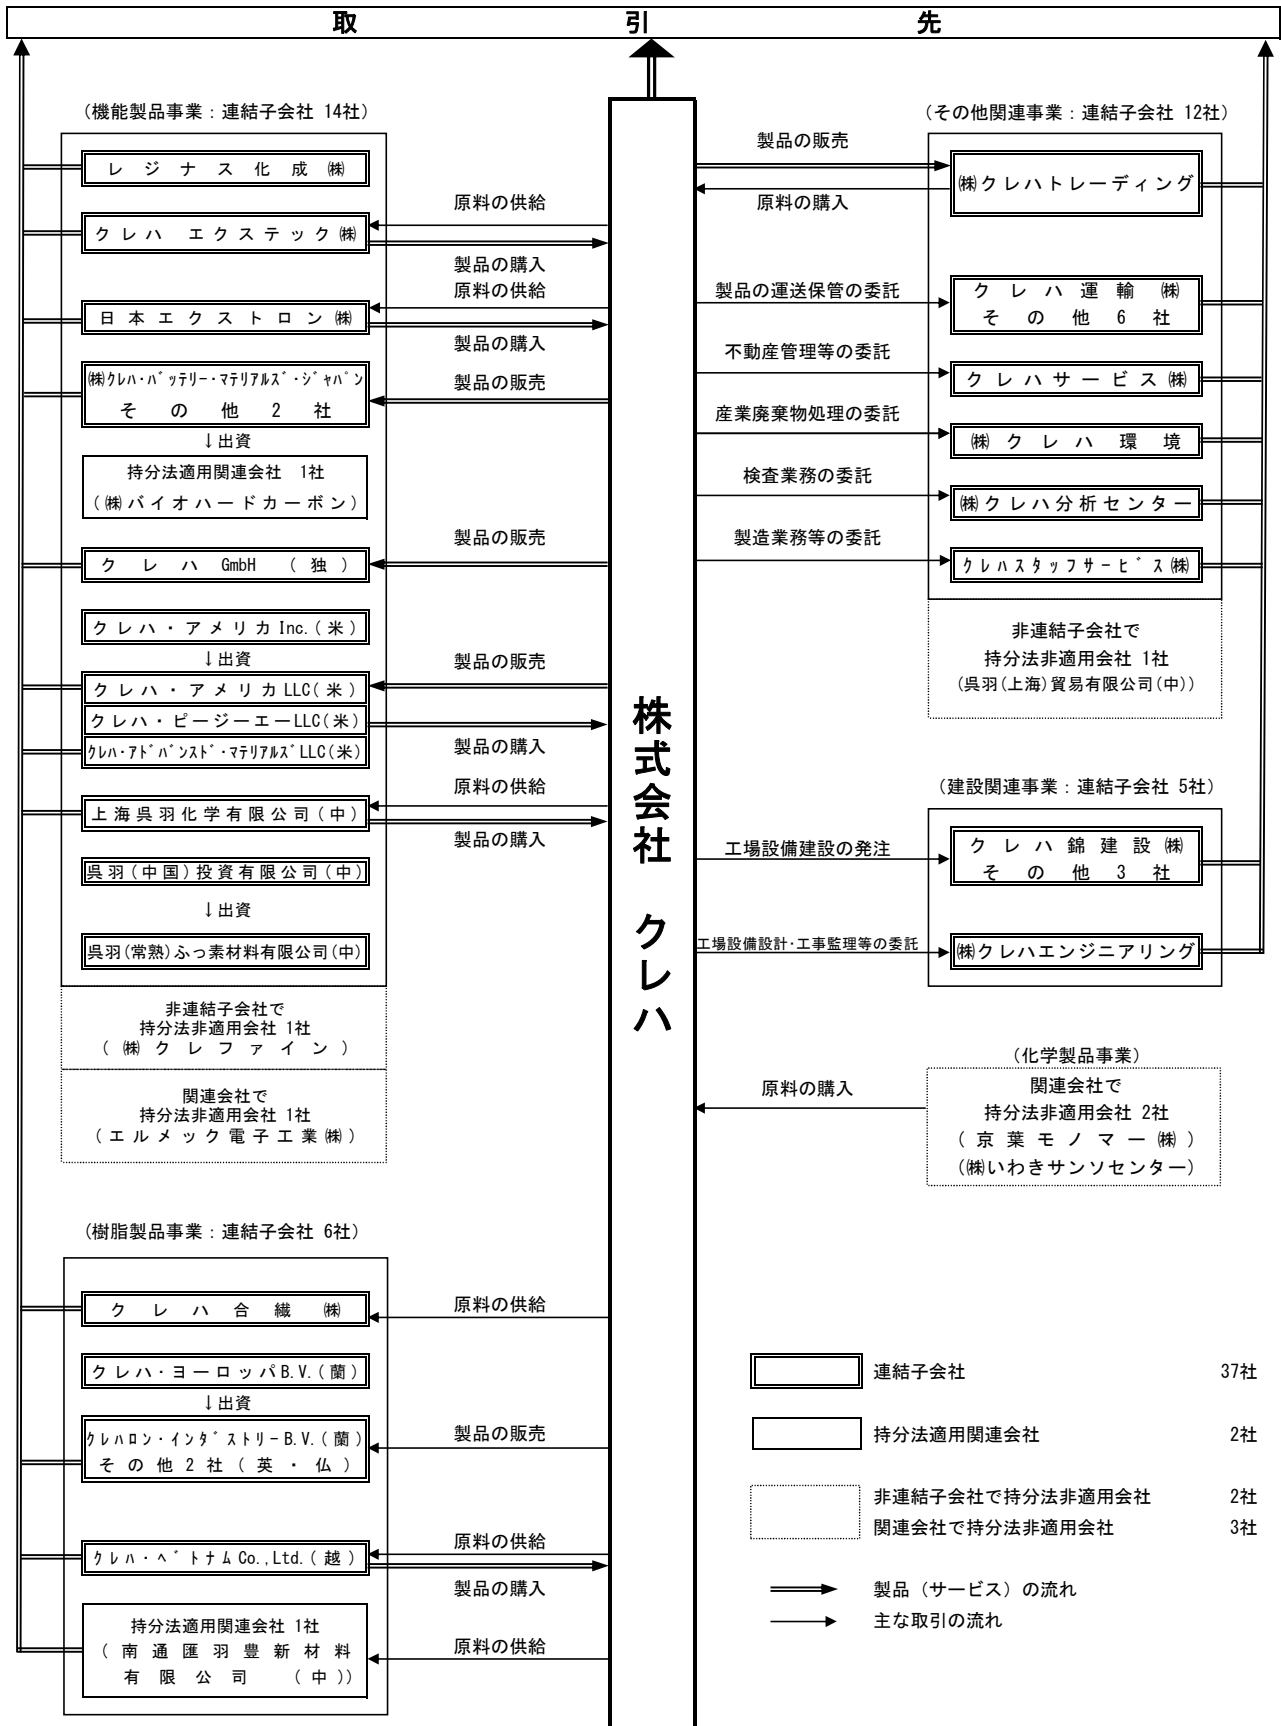 取引先
(機能製品事業：連結子会社 14社)
レジナス化成㈱
クレハ エクステック㈱
原料の供給
製品の購入
日本エクストロン㈱
原料の供給
製品の購入
㈱クレハ・バッテリー・マテリアルズ・ジャパン
その他2社
製品の販売
↓出資
持分法適用関連会社 1社
(㈱バイオハードカーボン)
クレハ GmbH (独)
製品の販売
クレハ・アメリカInc.(米)
↓出資
クレハ・アメリカLLC(米)
製品の販売
クレハ・ピージーエーLLC(米)
クレハ・アドバンスド・マテリアルズLLC(米)
製品の購入
上海呉羽化学有限公司(中)
原料の供給
製品の購入
呉羽(中国)投資有限公司(中)
↓出資
呉羽(常熟)ふっ素材料有限公司(中)
非連結子会社で
持分法非適用会社 1社
(㈱クレファイン)
関連会社で
持分法非適用会社 1社
(エルメック電子工業㈱)
(樹脂製品事業：連結子会社 6社)
クレハ合繊㈱
原料の供給
クレハ・ヨーロッパB.V.(蘭)
↓出資
クレハロン・インダストリーB.V.(蘭)
その他2社(英・仏)
製品の販売
クレハ・ベトナムCo.,Ltd.(越)
原料の供給
製品の購入
持分法適用関連会社 1社
(南通匯羽豊新材料
有限公司 (中))
原料の供給
株式会社 クレハ
(その他関連事業：連結子会社 12社)
製品の販売
㈱クレハトレーディング
原料の購入
製品の運送保管の委託
クレハ運輸㈱
その他6社
不動産管理等の委託
クレハサービス㈱
産業廃棄物処理の委託
㈱クレハ環境
検査業務の委託
㈱クレハ分析センター
製造業務等の委託
クレハスタッフサービス㈱
非連結子会社で
持分法非適用会社 1社
(呉羽(上海)貿易有限公司(中))
(建設関連事業：連結子会社 5社)
工場設備建設の発注
クレハ錦建設㈱
その他3社
工場設備設計・工事監理等の委託
㈱クレハエンジニアリング
(化学製品事業)
原料の購入
関連会社で
持分法非適用会社 2社
(京葉モノマー㈱)
(㈱いわきサンソセンター)
連結子会社 37社
持分法適用関連会社 2社
非連結子会社で持分法非適用会社 2社
関連会社で持分法非適用会社 3社
製品（サービス）の流れ
主な取引の流れ